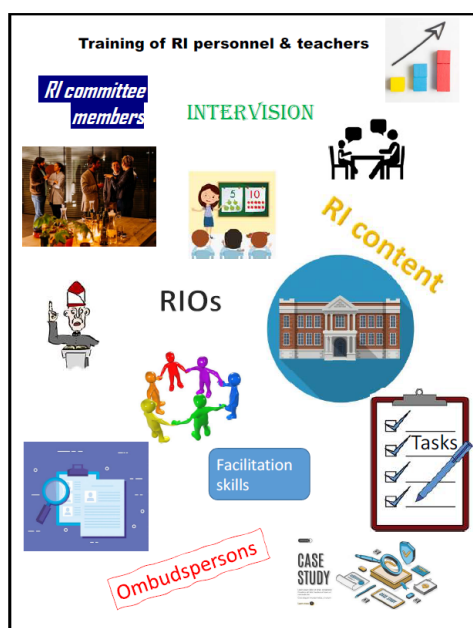 Training of RI personnel & teachers
RI committee
members
INTERVISION
5 10
RI content
RIOs
Tasks
Facilitation
skills
CASE
STUDY
Ombudspersons